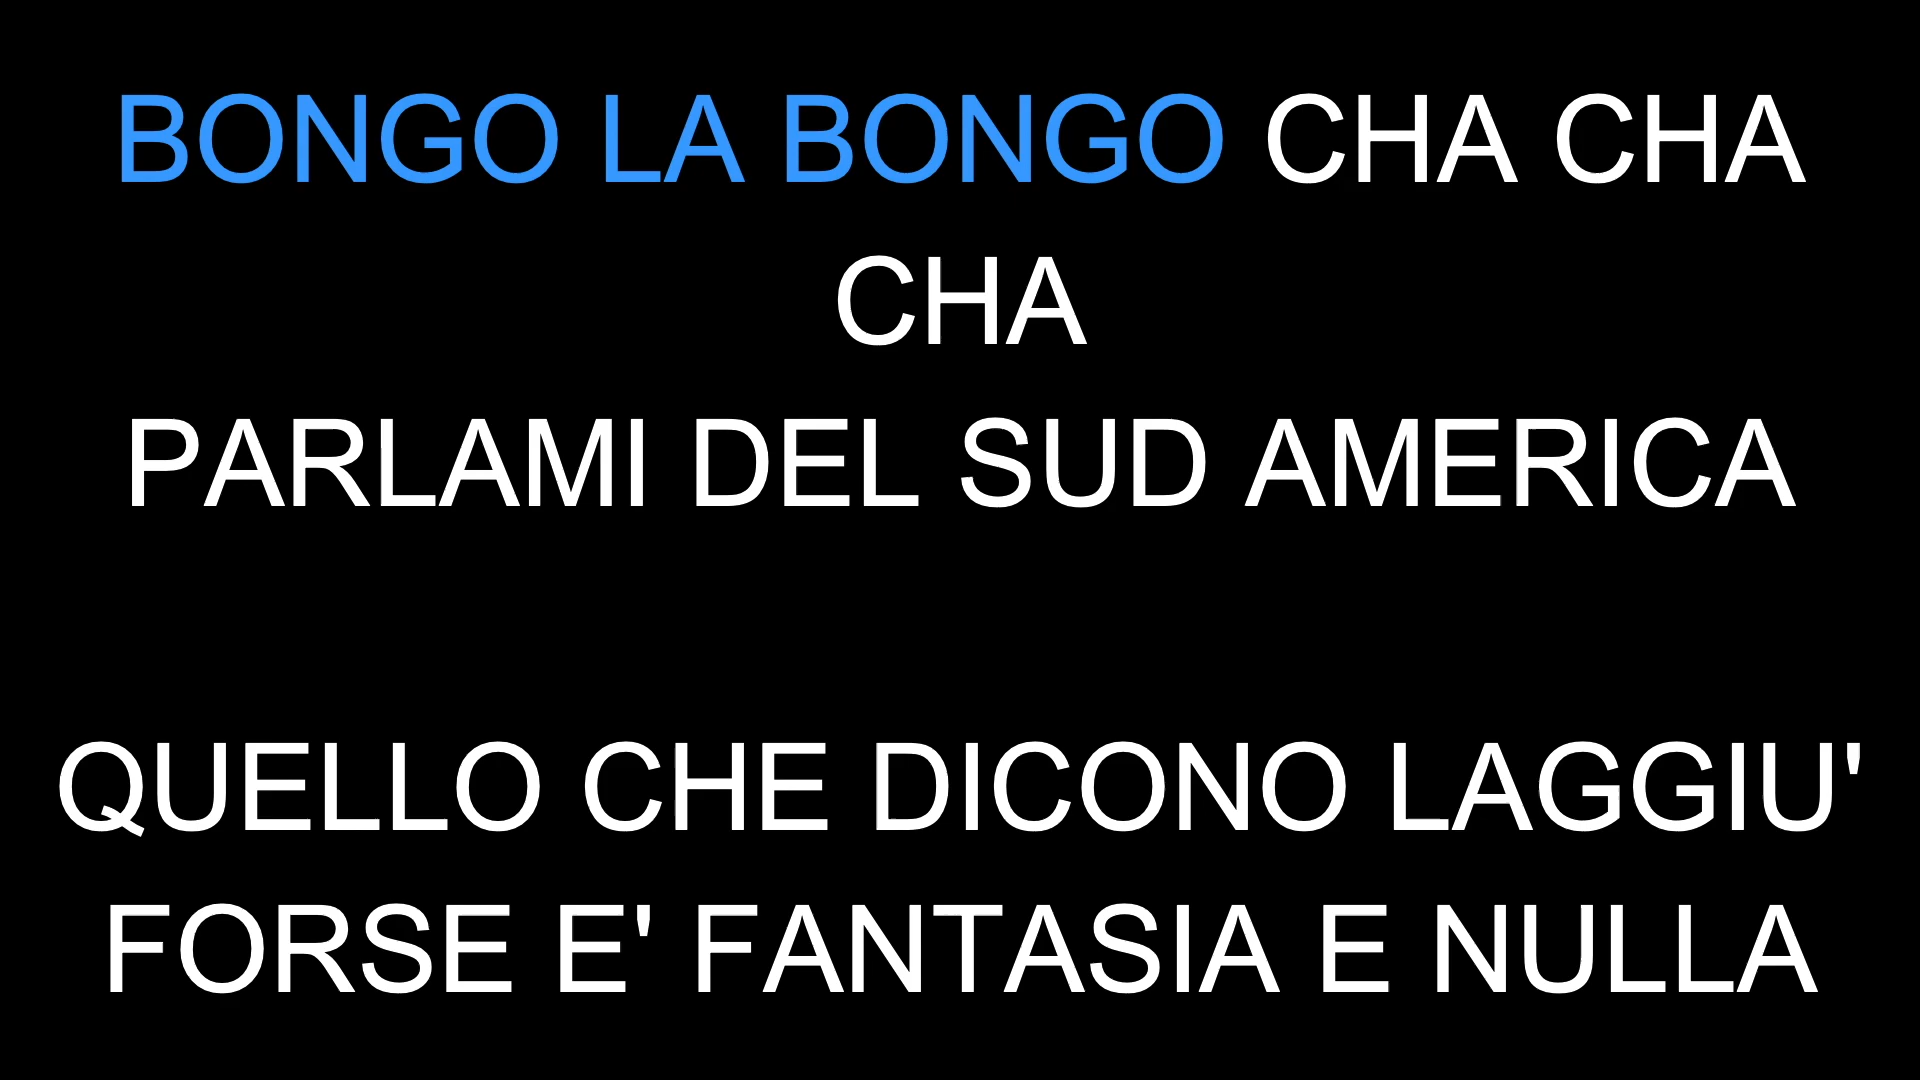 BONGO LA BONGO CHA CHA
CHA
PARLAMI DEL SUD AMERICA
QUELLO CHE DICONO LAGGIU'
FORSE E' FANTASIA E NULLA